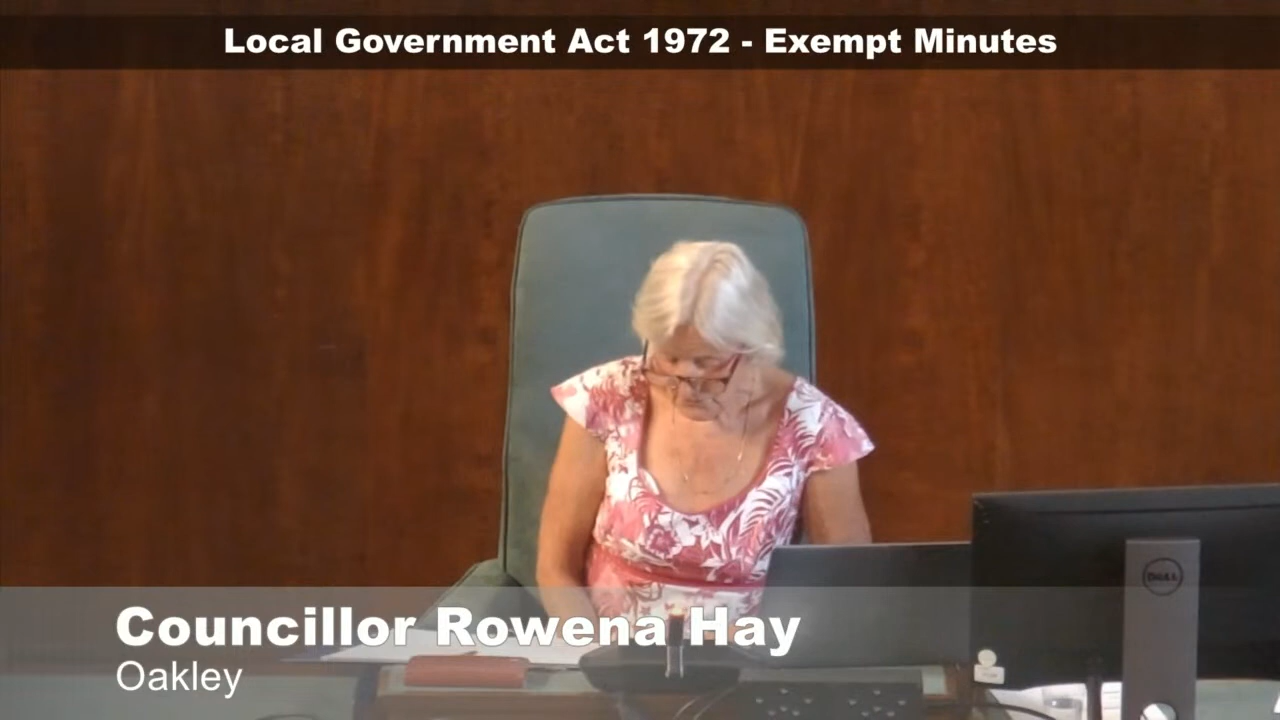 Local Government Act 1972 - Exempt Minutes
Councillor Rowena Hay
Oakley
DELL